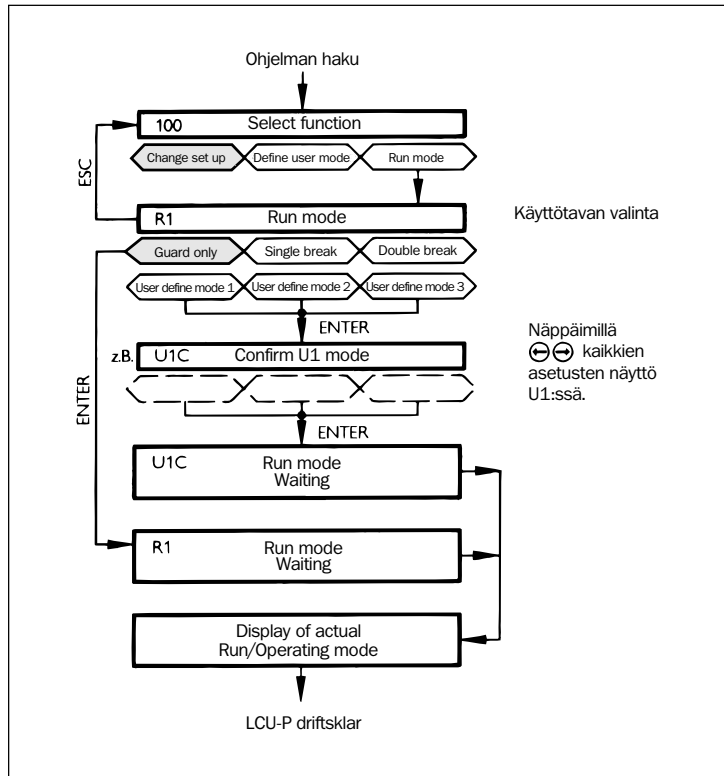 Ohjelman haku
100 Select function
Change set up Define user mode Run mode
ESC
R1 Run mode
Käyttötavan valinta
Guard only Single break Double break
User define mode 1 User define mode 2 User define mode 3
ENTER
z.B. U1C Confirm U1 mode
Näppäimillä
←→ kaikkien
asetusten näyttö
U1:ssä.
ENTER
ENTER
U1C Run mode
Waiting
R1 Run mode
Waiting
Display of actual
Run/Operating mode
LCU-P driftsklar